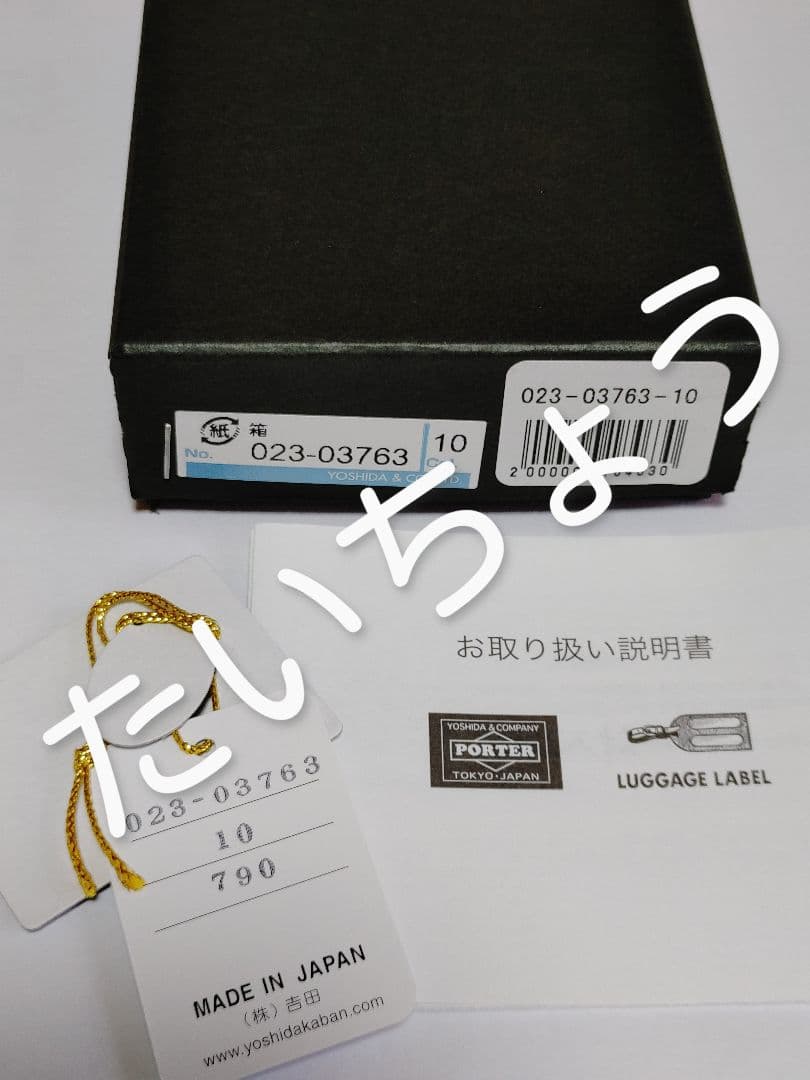 紙 箱
No. 023-03763 10
YOSHIDA & CO
023-03763-10
たいちょう
お取り扱い説明書
YOSHIDA & COMPANY
PORTER
TOKYO・JAPAN
LUGGAGE LABEL
023-03763
10
790
MADE IN JAPAN
(株)吉田
www.yoshidakaban.com